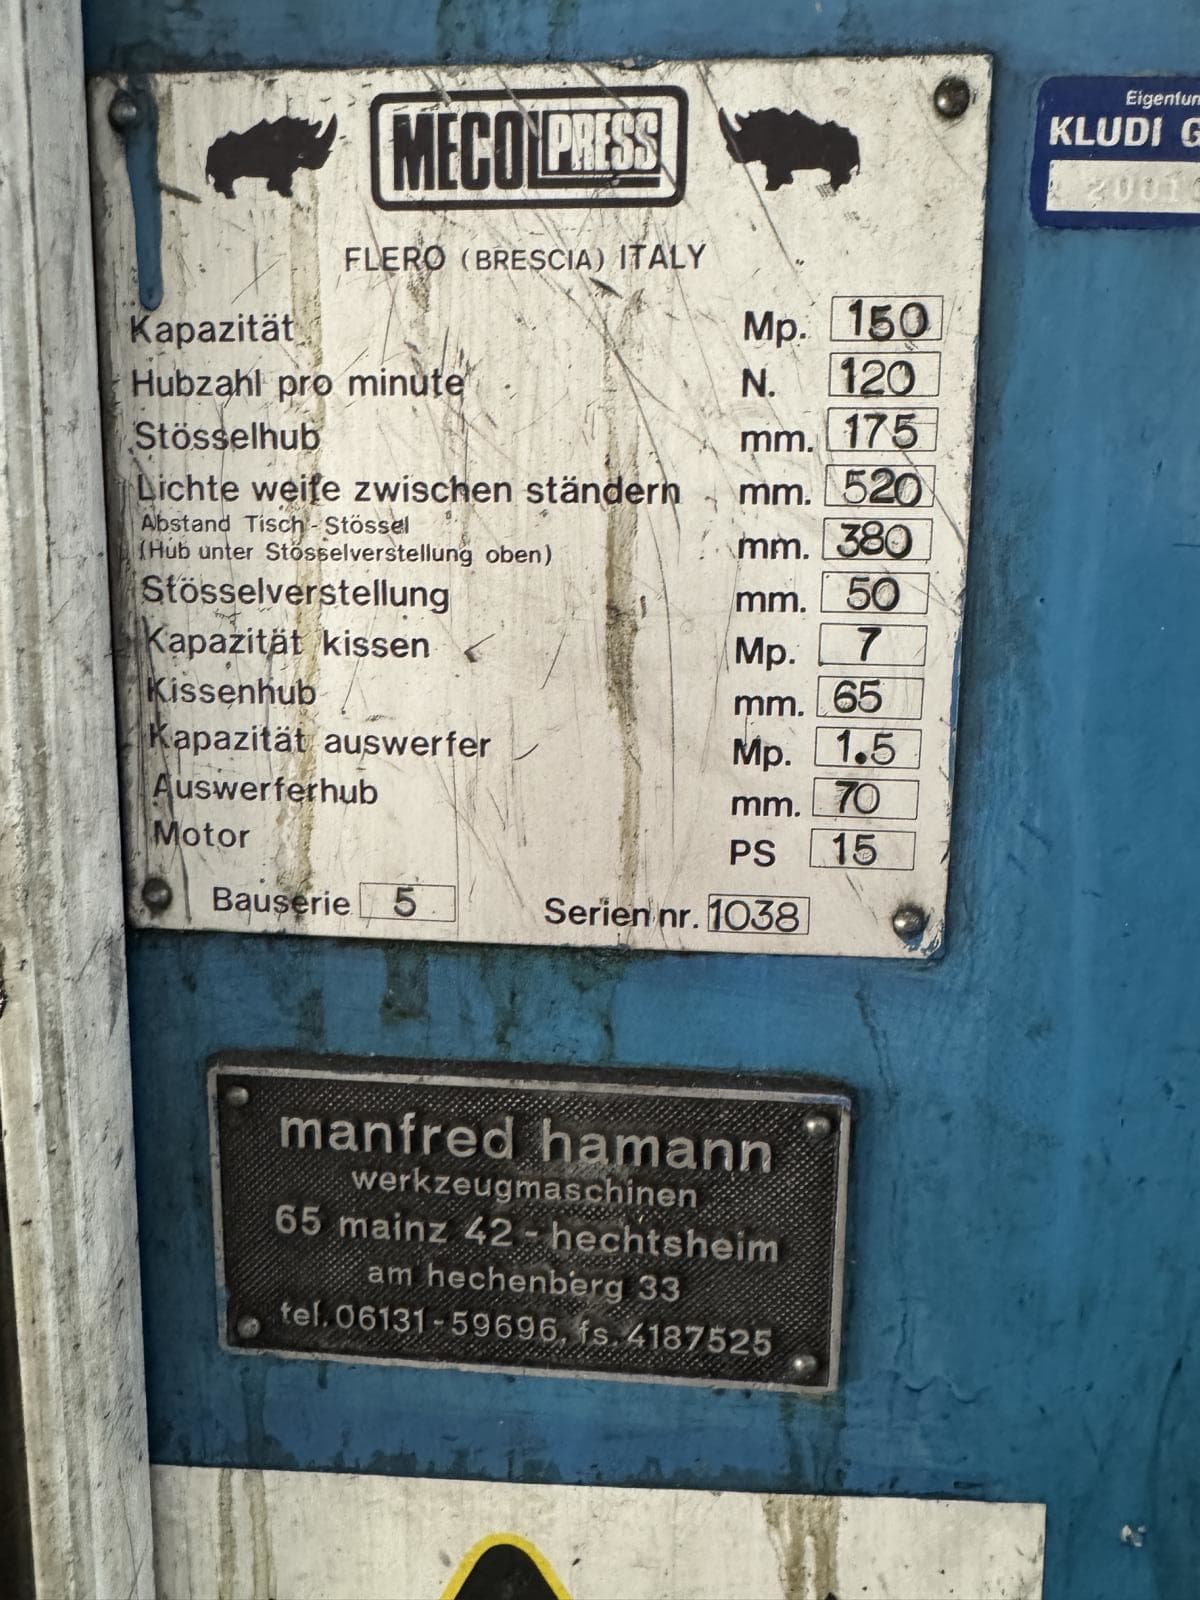 MECOLPRESS
FLERO (BRESCIA) ITALY
Kapazität Mp. 150
Hubzahl pro minute N. 120
Stösselhub mm. 175
Lichte weite zwischen ständern mm. 520
Abstand Tisch-Stössel
(Hub unter Stösselverstellung oben) mm. 380
Stösselverstellung mm. 50
Kapazität kissen Mp. 7
Kissenhub mm. 65
Kapazität auswerfer Mp. 1.5
Auswerferhub mm. 70
Motor PS 15
Bauserie 5 Serien nr. 1038
KLUDI G
manfred hamann
werkzeugmaschinen
65 mainz 42 - hechtsheim
am hechenberg 33
tel. 06131-59696, fs. 4187525